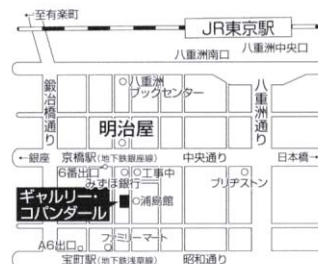 ←至有楽町
JR東京駅
八重洲南口
八重洲中央口
鍛冶橋通り
八重洲
ブックセンター
八重洲通り
明治屋
←銀座
京橋駅(地下鉄銀座線)
中央通り
日本橋→
6番出口
工事中
みずほ銀行
ブリヂストン
ギャルリー・
コパンダール
浦島館
A6出口
ファミリーマート
宝町駅(地下鉄浅草線)
昭和通り